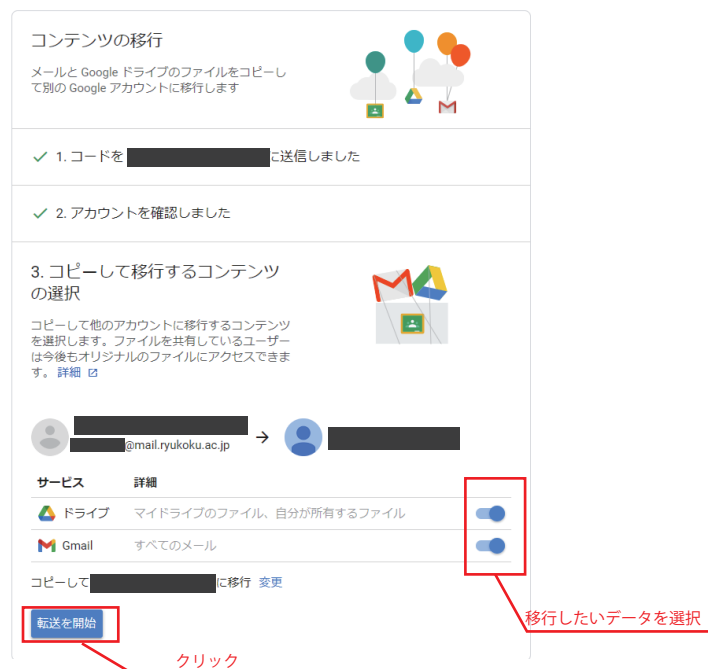 コンテンツの移行
メールと Google ドライブのファイルをコピーし
て別の Google アカウントに移行します
1. コードを に送信しました
2. アカウントを確認しました
3. コピーして移行するコンテンツ
の選択
コピーして他のアカウントに移行するコンテンツ
を選択します。ファイルを共有しているユーザー
は今後もオリジナルのファイルにアクセスできま
す。 詳細
@mail.ryukoku.ac.jp
サービス 詳細
ドライブ マイドライブのファイル、自分が所有するファイル
Gmail すべてのメール
コピーして に移行 変更
移行したいデータを選択
転送を開始
クリック